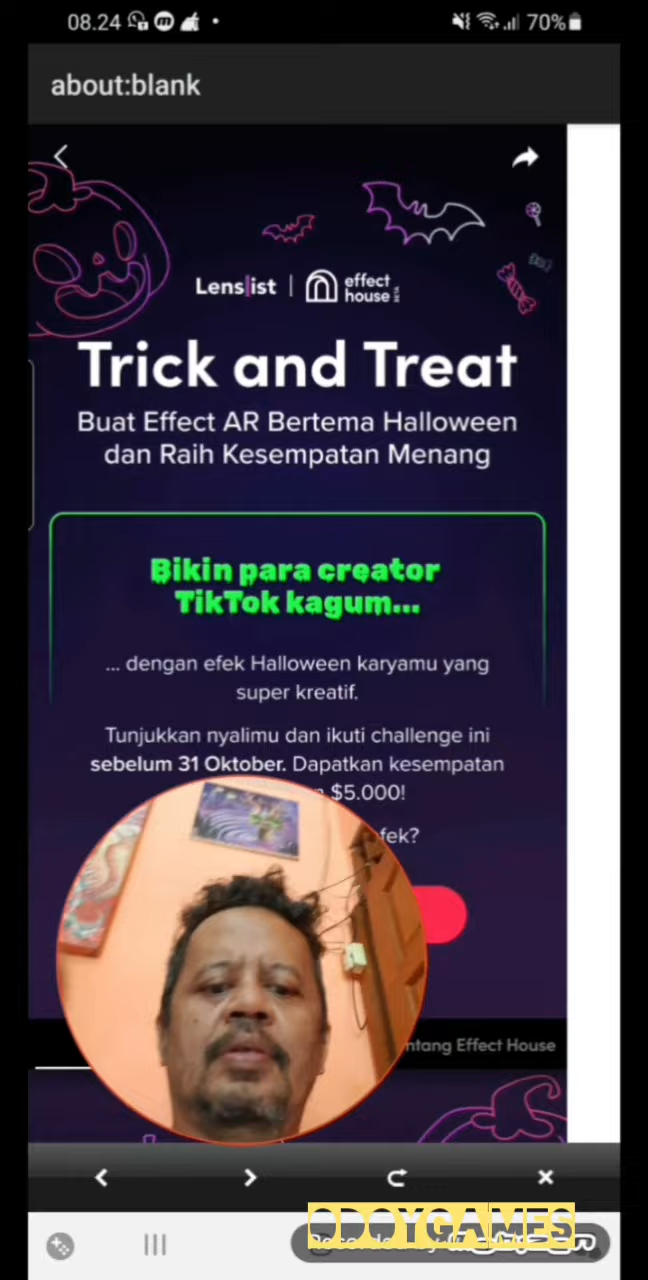 08.24
70%
about:blank
Lenslist | effect house BETA
Trick and Treat
Buat Effect AR Bertema Halloween
dan Raih Kesempatan Menang
Bikin para creator
TikTok kagum...
... dengan efek Halloween karyamu yang
super kreatif.
Tunjukkan nyalimu dan ikuti challenge ini
sebelum 31 Oktober. Dapatkan kesempatan
$5.000!
fek?
ntang Effect House
ODOYGAMES